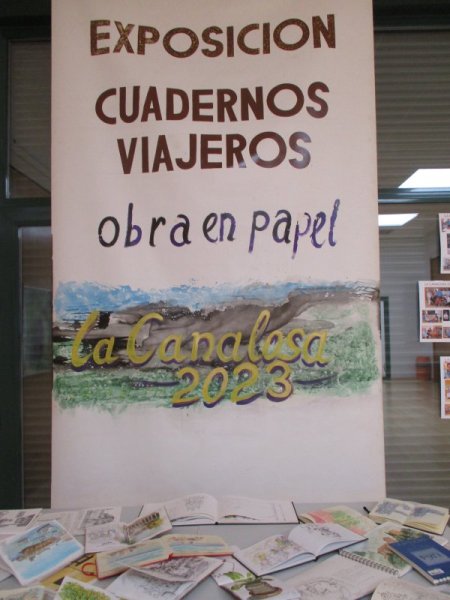 EXPOSICION
CUADERNOS
VIAJEROS
obra en papel
La Canalosa
-2023-